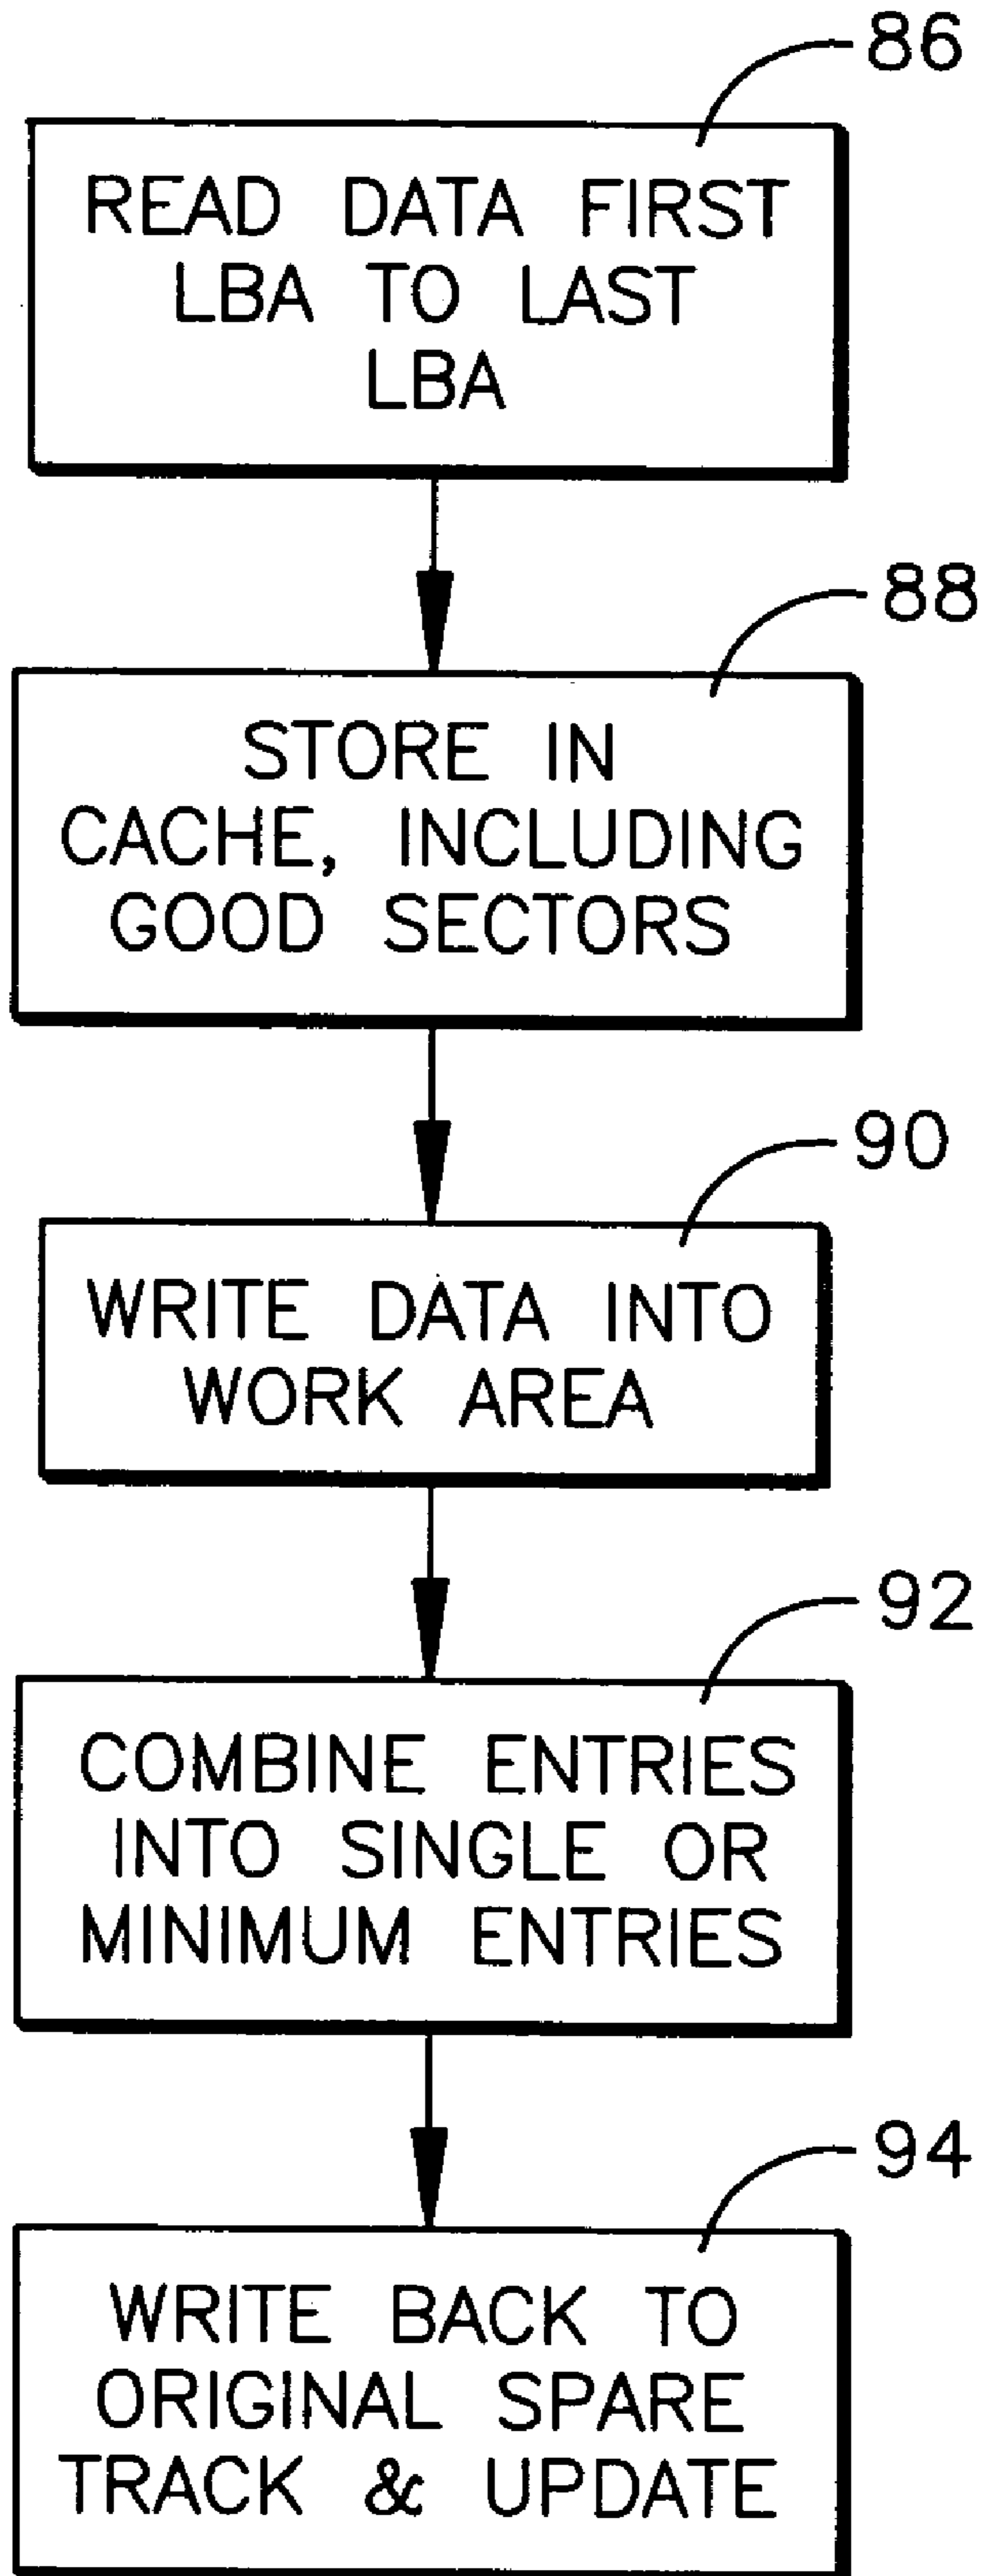 86
READ DATA FIRST
LBA TO LAST
LBA
88
STORE IN
CACHE, INCLUDING
GOOD SECTORS
90
WRITE DATA INTO
WORK AREA
92
COMBINE ENTRIES
INTO SINGLE OR
MINIMUM ENTRIES
94
WRITE BACK TO
ORIGINAL SPARE
TRACK & UPDATE